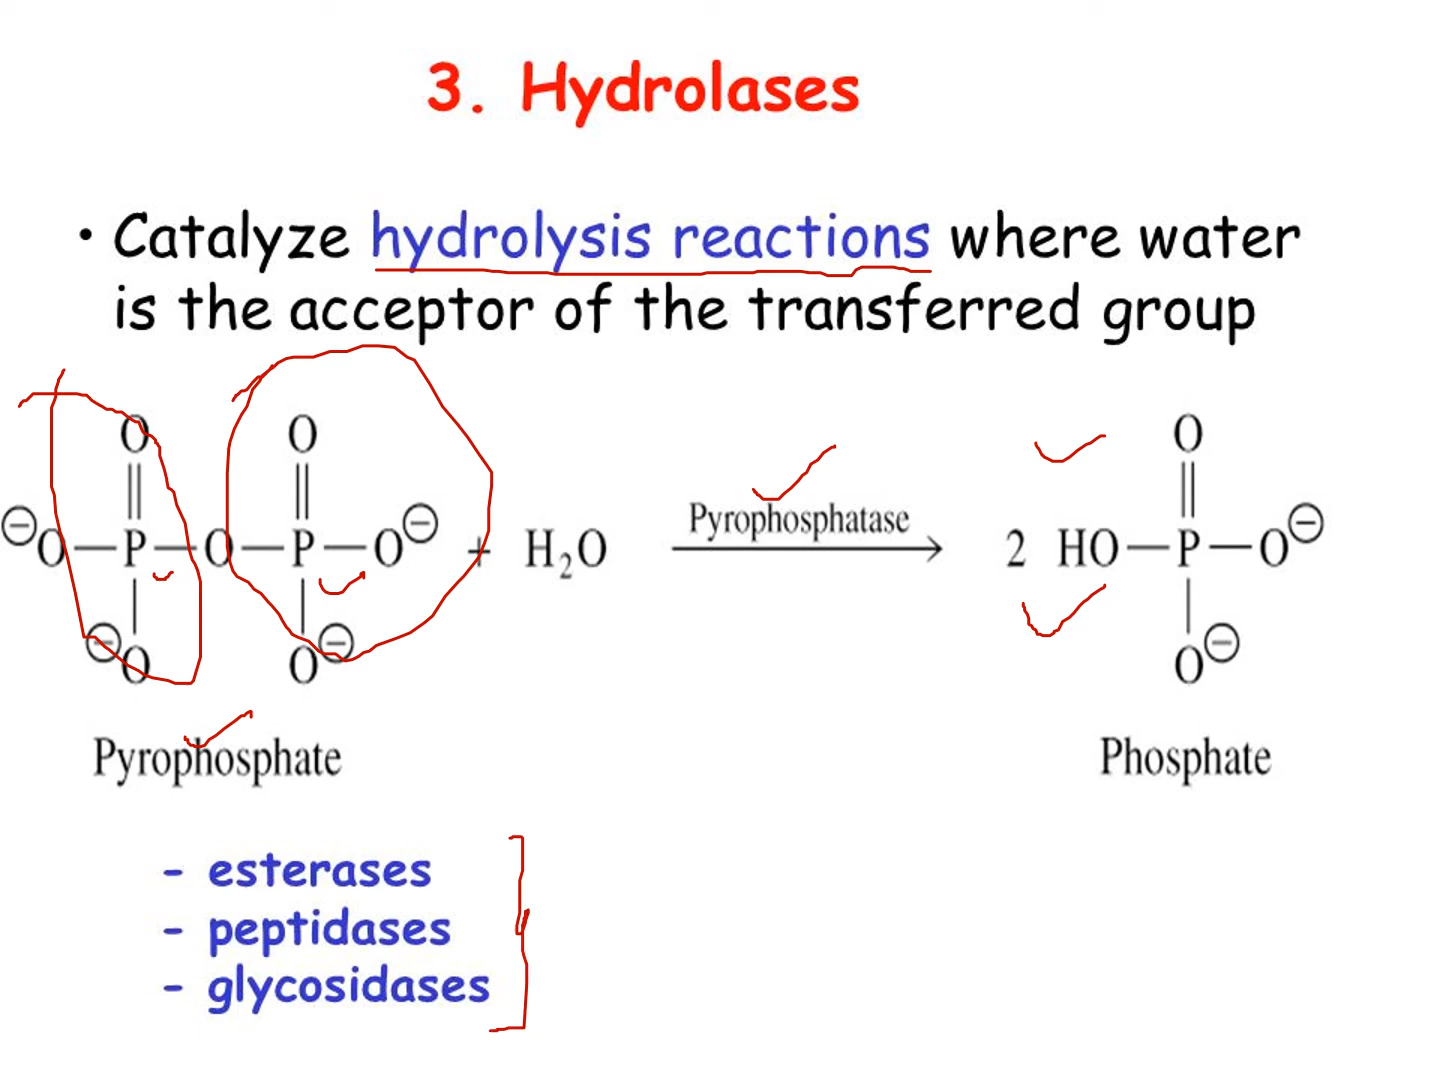 3. Hydrolases
• Catalyze hydrolysis reactions where water
is the acceptor of the transferred group
O O O
⊖O—P—O—P—O⊖ + H₂O Pyrophosphatase 2 HO—P—O⊖
⊖O O⊖ O⊖
Pyrophosphate Phosphate
- esterases
- peptidases
- glycosidases